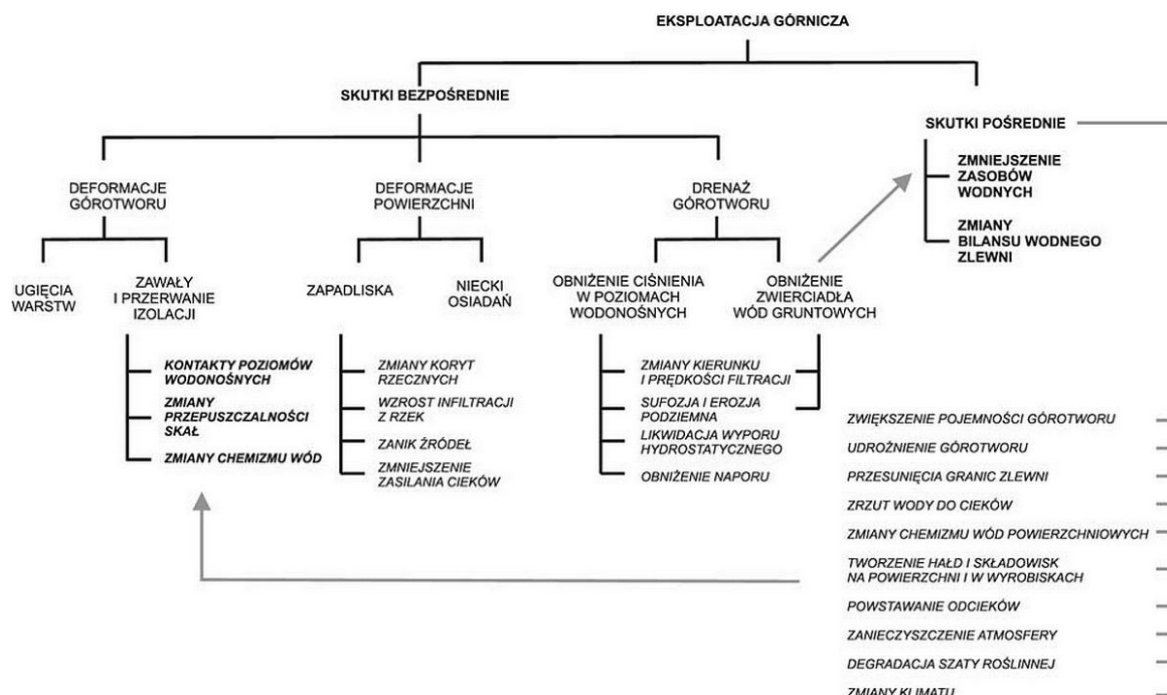 EKSPLOATACJA GÓRNICZA
SKUTKI BEZPOŚREDNIE
SKUTKI POŚREDNIE
ZMNIEJSZENIE
ZASOBÓW
WODNYCH
ZMIANY
BILANSU WODNEGO
ZLEWNI
DEFORMACJE
GÓROTWORU
DEFORMACJE
POWIERZCHNI
DRENAŻ
GÓROTWORU
UGIĘCIA
WARSTW
ZAWAŁY
I PRZERWANIE
IZOLACJI
ZAPADLISKA
NIECKI
OSIADAŃ
OBNIŻENIE CIŚNIENIA
W POZIOMACH
WODONOŚNYCH
OBNIŻENIE
ZWIERCIADŁA
WÓD GRUNTOWYCH
KONTAKTY POZIOMÓW
WODONOŚNYCH
ZMIANY
PRZEPUSZCZALNOŚCI
SKAŁ
ZMIANY CHEMIZMU WÓD
ZMIANY KORYT
RZECZNYCH
WZROST INFILTRACJI
Z RZEK
ZANIK ŹRÓDEŁ
ZMNIEJSZENIE
ZASILANIA CIEKÓW
ZMIANY KIERUNKU
I PRĘDKOŚCI FILTRACJI
SUFOZJA I EROZJA
PODZIEMNA
LIKWIDACJA WYPORU
HYDROSTATYCZNEGO
OBNIŻENIE NAPORU
ZWIĘKSZENIE POJEMNOŚCI GÓROTWORU
UDROŻNIENIE GÓROTWORU
PRZESUNIĘCIA GRANIC ZLEWNI
ZRZUT WODY DO CIEKÓW
ZMIANY CHEMIZMU WÓD POWIERZCHNIOWYCH
TWORZENIE HAŁD I SKŁADOWISK
NA POWIERZCHNI I W WYROBISKACH
POWSTAWANIE ODCIEKÓW
ZANIECZYSZCZENIE ATMOSFERY
DEGRADACJA SZATY ROŚLINNEJ
ZMIANY KLIMATU